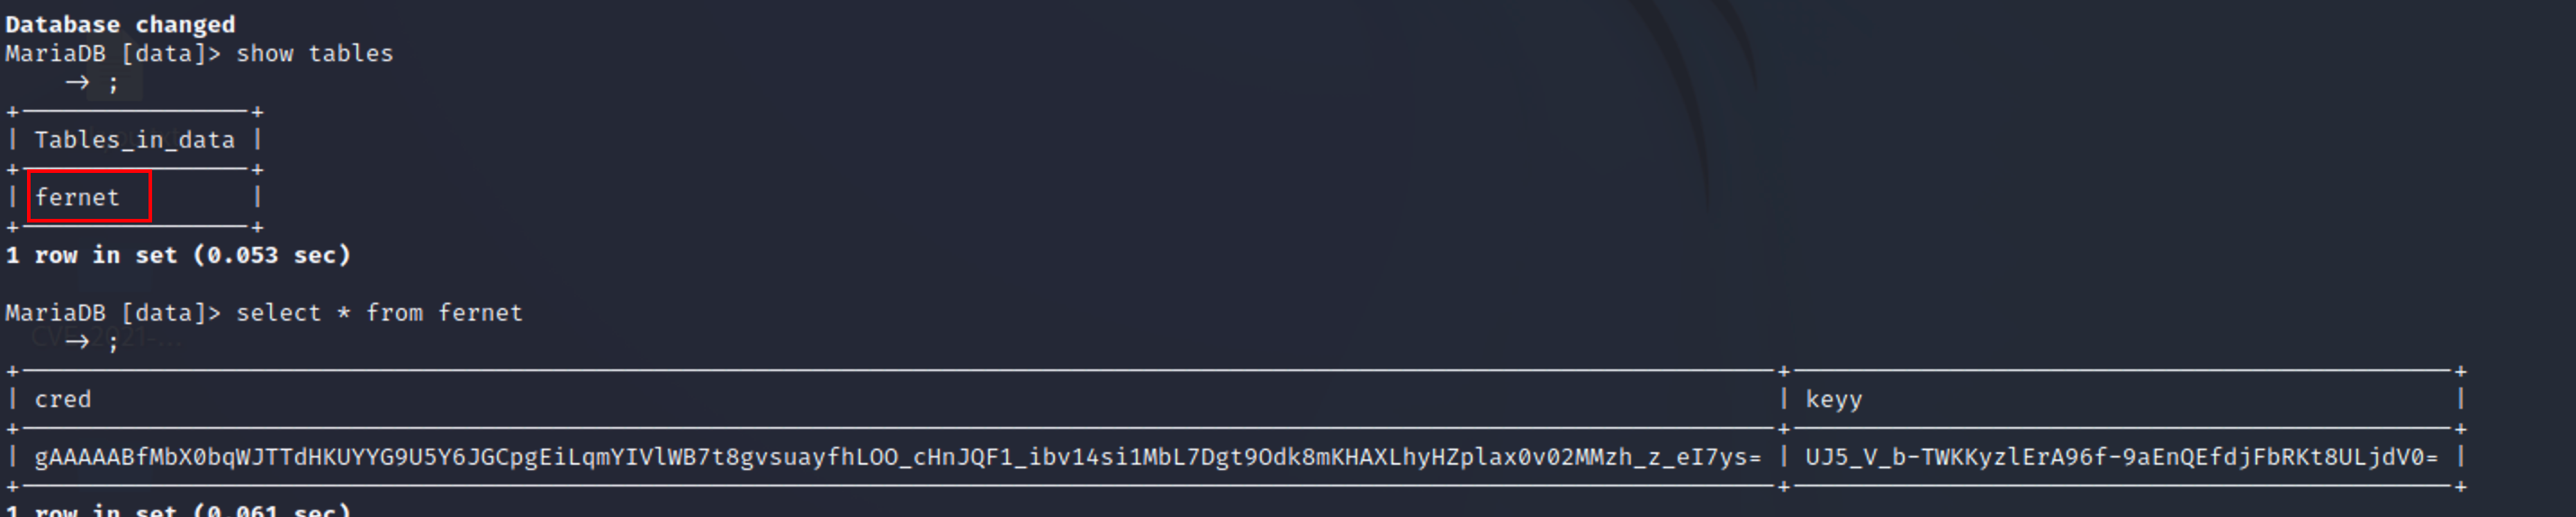 Database changed
MariaDB [data]> show tables
    → ;
+----------------+
| Tables_in_data |
+----------------+
| fernet         |
+----------------+
1 row in set (0.053 sec)
MariaDB [data]> select * from fernet
    → ;
| cred | keyy |
| gAAAAABfMbX0bqWJTTdHKUYYG9U5Y6JGCpgEiLqmYIVlWB7t8gvsuayfhLOO_cHnJQF1_ibv14si1MbL7Dgt9Odk8mKHAXLhyHZplax0v02MMzh_z_eI7ys= | UJ5_V_b-TWKKyzlErA96f-9aEnQEfdjFbRKt8ULjdV0= |
1 row in set (0.061 sec)